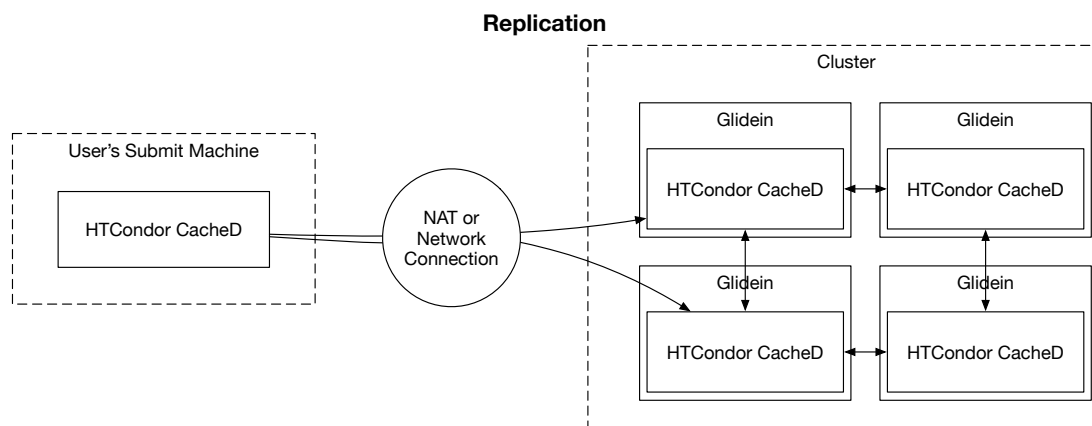 Replication
User's Submit Machine
HTCondor CacheD
NAT or
Network
Connection
Cluster
Glidein
HTCondor CacheD
Glidein
HTCondor CacheD
Glidein
HTCondor CacheD
Glidein
HTCondor CacheD